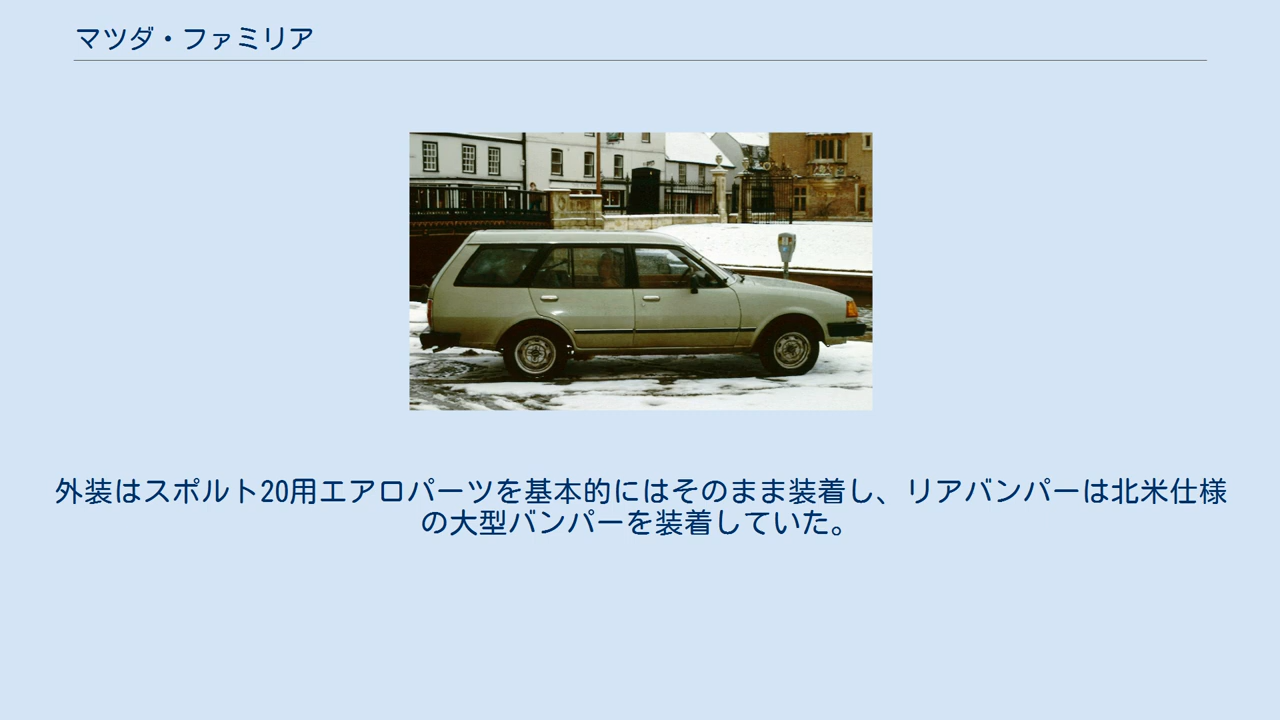 マツダ・ファミリア
外装はスポルト20用エアロパーツを基本的にはそのまま装着し、リアバンパーは北米仕様
の大型バンパーを装着していた。